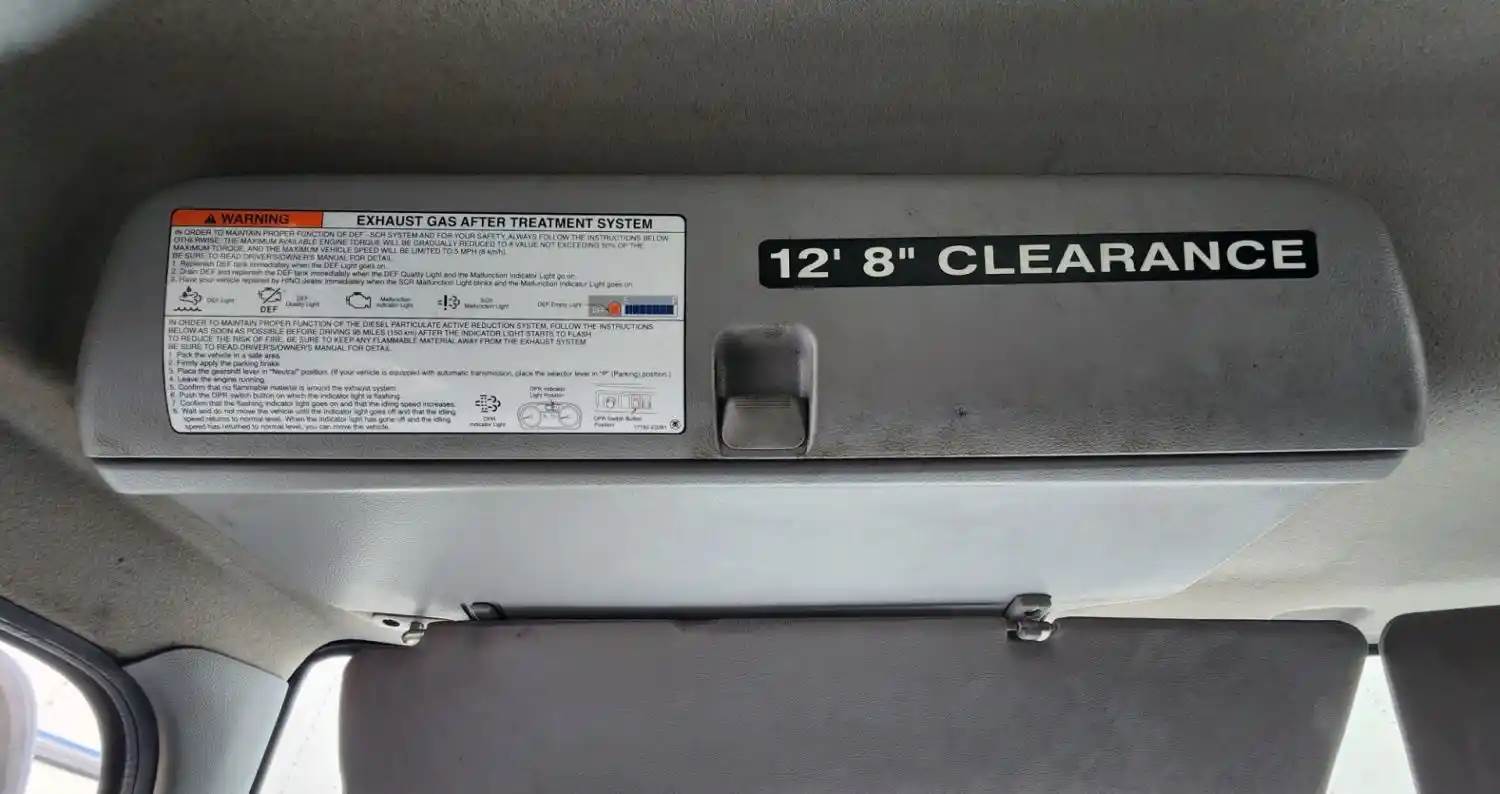 WARNING
EXHAUST GAS AFTER TREATMENT SYSTEM
IN ORDER TO MAINTAIN PROPER FUNCTION OF DEF - SCR SYSTEM AND FOR YOUR SAFETY, ALWAYS FOLLOW THE INSTRUCTIONS BELOW.
OTHERWISE, THE MAXIMUM AVAILABLE ENGINE TORQUE WILL BE GRADUALLY REDUCED TO A VALUE NOT EXCEEDING 50% OF THE
MAXIMUM TORQUE, AND THE MAXIMUM VEHICLE SPEED WILL BE LIMITED TO 5 MPH (8 km/h).
BE SURE TO READ DRIVER'S/OWNER'S MANUAL FOR DETAIL.
1. Replenish DEF tank immediately when the DEF Light goes on.
2. Drain DEF and replenish the DEF tank immediately when the DEF Quality Light and the Malfunction Indicator Light go on.
3. Have your vehicle repaired by HINO dealer immediately when the SCR Malfunction Light blinks and the Malfunction Indicator Light goes on.
DEF Light
DEF
DEF
Quality Light
Malfunction
Indicator Light
SCR
Malfunction Light
DEF Empty Light
DEF
E
F
IN ORDER TO MAINTAIN PROPER FUNCTION OF THE DIESEL PARTICULATE ACTIVE REDUCTION SYSTEM, FOLLOW THE INSTRUCTIONS
BELOW AS SOON AS POSSIBLE BEFORE DRIVING 95 MILES (150 km) AFTER THE INDICATOR LIGHT STARTS TO FLASH.
TO REDUCE THE RISK OF FIRE, BE SURE TO KEEP ANY FLAMMABLE MATERIAL AWAY FROM THE EXHAUST SYSTEM
BE SURE TO READ DRIVER'S/OWNER'S MANUAL FOR DETAIL.
1. Park the vehicle in a safe area.
2. Firmly apply the parking brake.
3. Place the gearshift lever in "Neutral" position. (If your vehicle is equipped with automatic transmission, place the selector lever in "P" (Parking) position.)
4. Leave the engine running.
5. Confirm that no flammable material is around the exhaust system.
6. Push the DPR switch button on which the indicator light is flashing.
7. Confirm that the flashing indicator light goes on and that the idling speed increases.
8. Wait and do not move the vehicle until the indicator light goes off and that the idling
speed returns to normal level. When the indicator light has gone off and the idling
speed has returned to normal level, you can move the vehicle.
DPR
Indicator Light
DPR Indicator
Light Position
DPR Switch Button
Position
12' 8" CLEARANCE